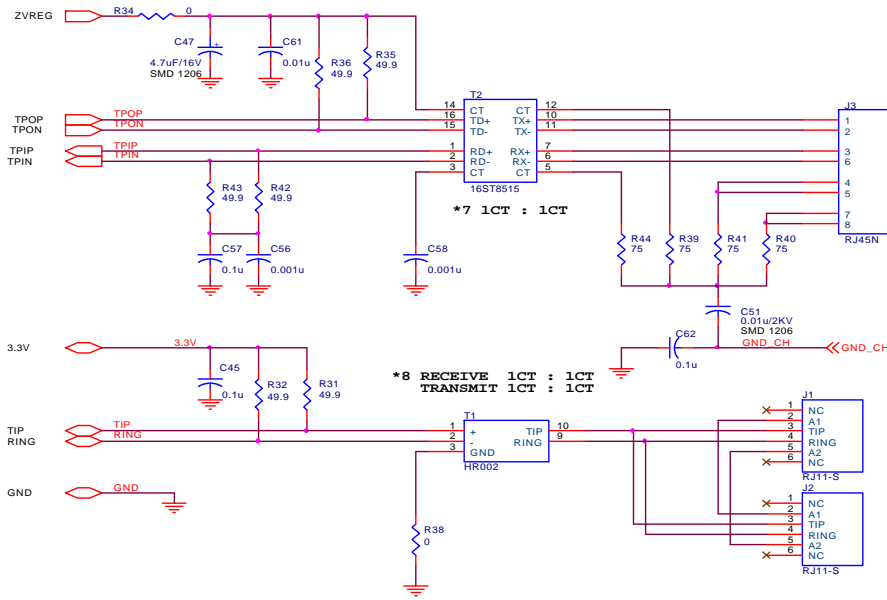 ZVREG
R34
0
C47
+
4.7uF/16V
SMD 1206
C61
0.01u
R36
49.9
R35
49.9
TPOP
TPOP
TPON
TPON
TPIP
TPIP
TPIN
TPIN
T2
14 CT CT 12
16 TD+ TX+ 10
15 TD- TX- 11
1 RD+ RX+ 7
2 RD- RX- 6
3 CT CT 5
16ST8515
*7 1CT : 1CT
J3
1
2
3
6
4
5
7
8
RJ45N
R43
49.9
R42
49.9
C57
0.1u
C56
0.001u
C58
0.001u
R44
75
R39
75
R41
75
R40
75
C51
0.01u/2KV
SMD 1206
GND_CH
GND_CH
C62
0.1u
3.3V
3.3V
C45
0.1u
R32
49.9
R31
49.9
*8 RECEIVE 1CT : 1CT
TRANSMIT 1CT : 1CT
TIP
TIP
RING
RING
T1
1 + TIP 10
2 - RING 9
3 GND
HR002
J1
1 NC
2 A1
3 TIP
4 RING
5 A2
6 NC
RJ11-S
J2
1 NC
2 A1
3 TIP
4 RING
5 A2
6 NC
RJ11-S
GND
GND
R38
0